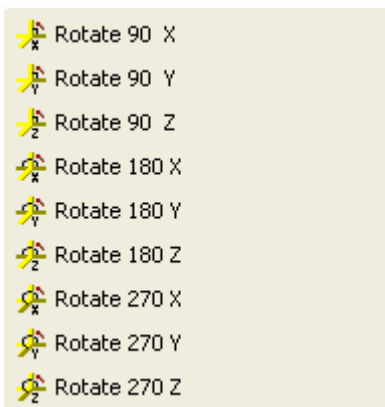 Rotate 90  X
Rotate 90  Y
Rotate 90  Z
Rotate 180 X
Rotate 180 Y
Rotate 180 Z
Rotate 270 X
Rotate 270 Y
Rotate 270 Z